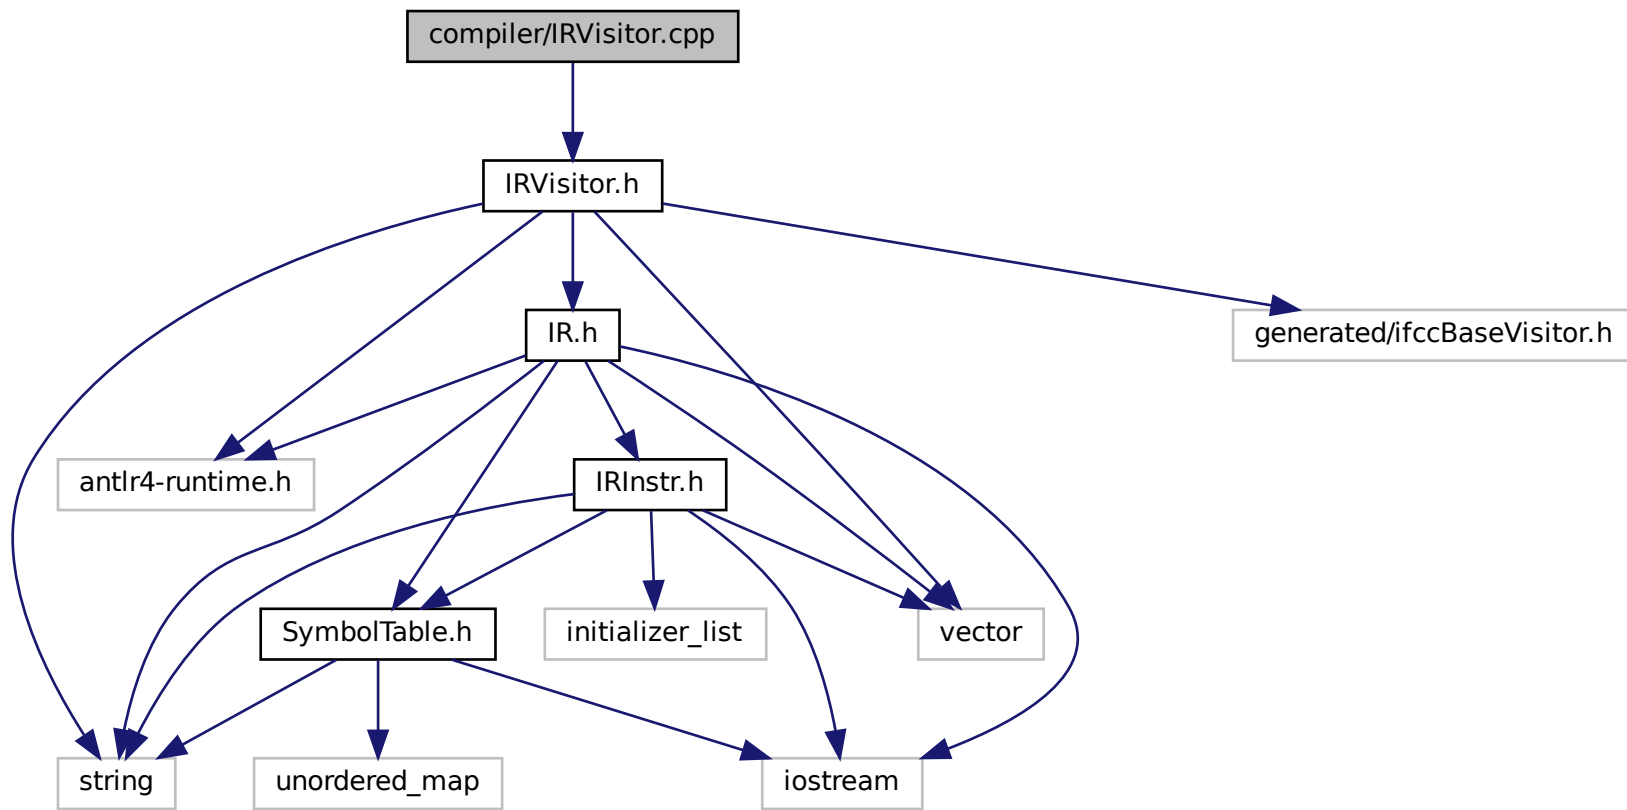 compiler/IRVisitor.cpp
IRVisitor.h
IR.h
generated/ifccBaseVisitor.h
antlr4-runtime.h
IRInstr.h
SymbolTable.h
initializer_list
vector
string
unordered_map
iostream